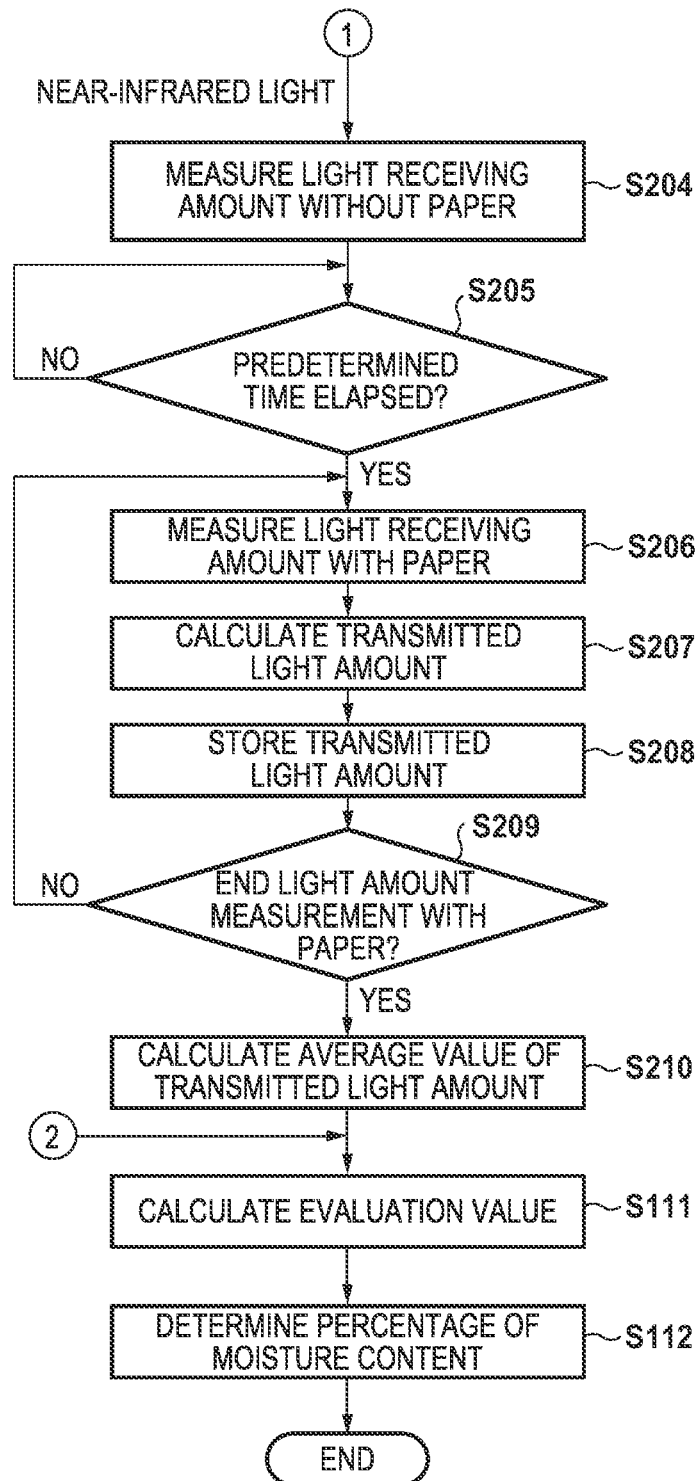 1
NEAR-INFRARED LIGHT
MEASURE LIGHT RECEIVING
AMOUNT WITHOUT PAPER
S204
S205
NO
PREDETERMINED
TIME ELAPSED?
YES
MEASURE LIGHT RECEIVING
AMOUNT WITH PAPER
S206
CALCULATE TRANSMITTED
LIGHT AMOUNT
S207
STORE TRANSMITTED
LIGHT AMOUNT
S208
S209
NO
END LIGHT AMOUNT
MEASUREMENT WITH
PAPER?
YES
CALCULATE AVERAGE VALUE OF
TRANSMITTED LIGHT AMOUNT
S210
2
CALCULATE EVALUATION VALUE
S111
DETERMINE PERCENTAGE OF
MOISTURE CONTENT
S112
END